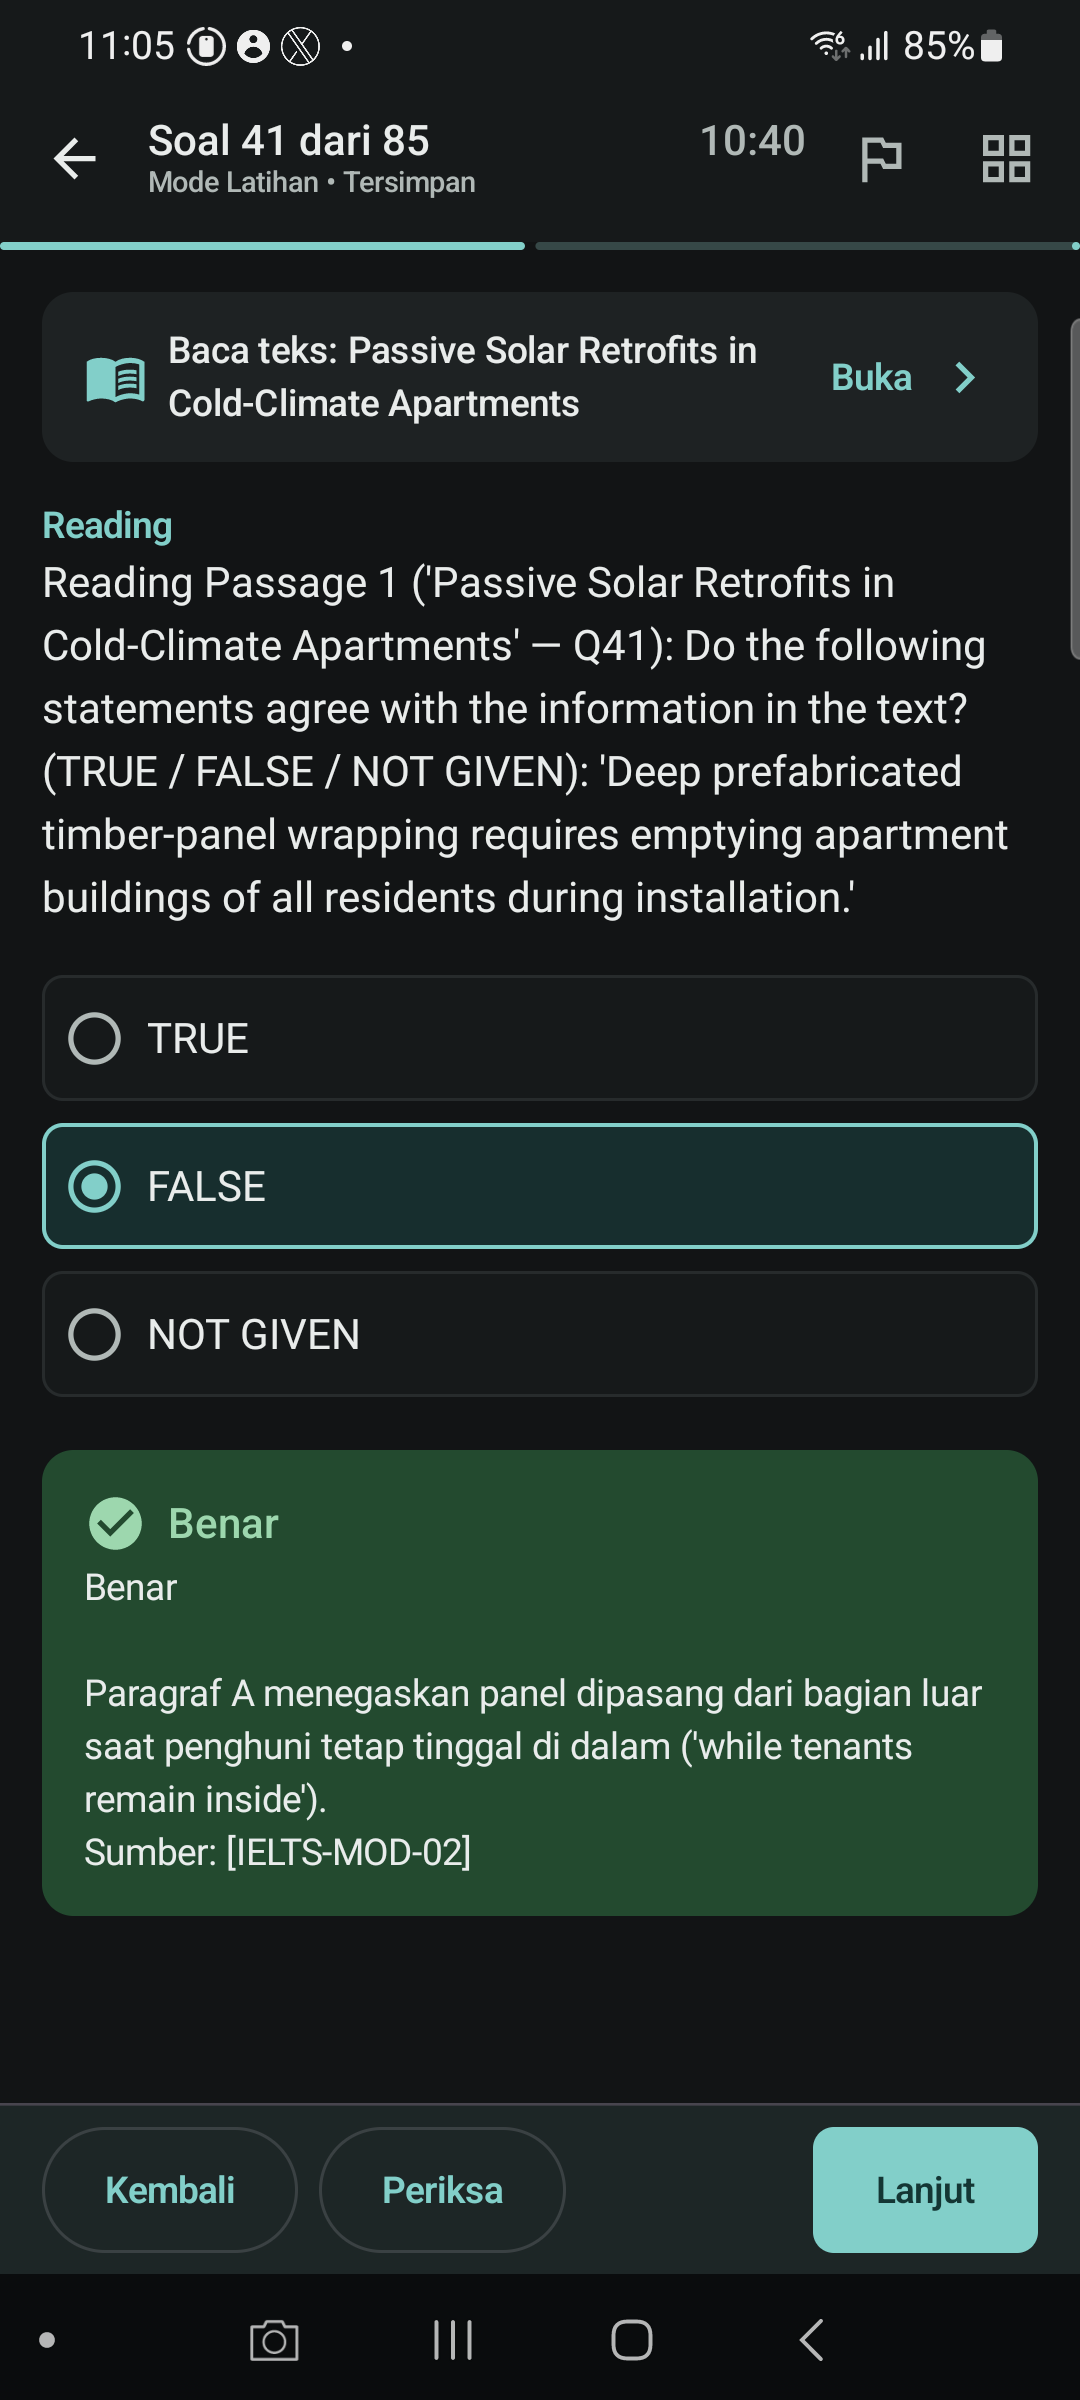 11:05
85%
Soal 41 dari 85
Mode Latihan • Tersimpan
10:40
Baca teks: Passive Solar Retrofits in
Cold-Climate Apartments
Buka
Reading
Reading Passage 1 ('Passive Solar Retrofits in
Cold-Climate Apartments' — Q41): Do the following
statements agree with the information in the text?
(TRUE / FALSE / NOT GIVEN): 'Deep prefabricated
timber-panel wrapping requires emptying apartment
buildings of all residents during installation.'
TRUE
FALSE
NOT GIVEN
Benar
Benar
Paragraf A menegaskan panel dipasang dari bagian luar
saat penghuni tetap tinggal di dalam ('while tenants
remain inside').
Sumber: [IELTS-MOD-02]
Kembali
Periksa
Lanjut